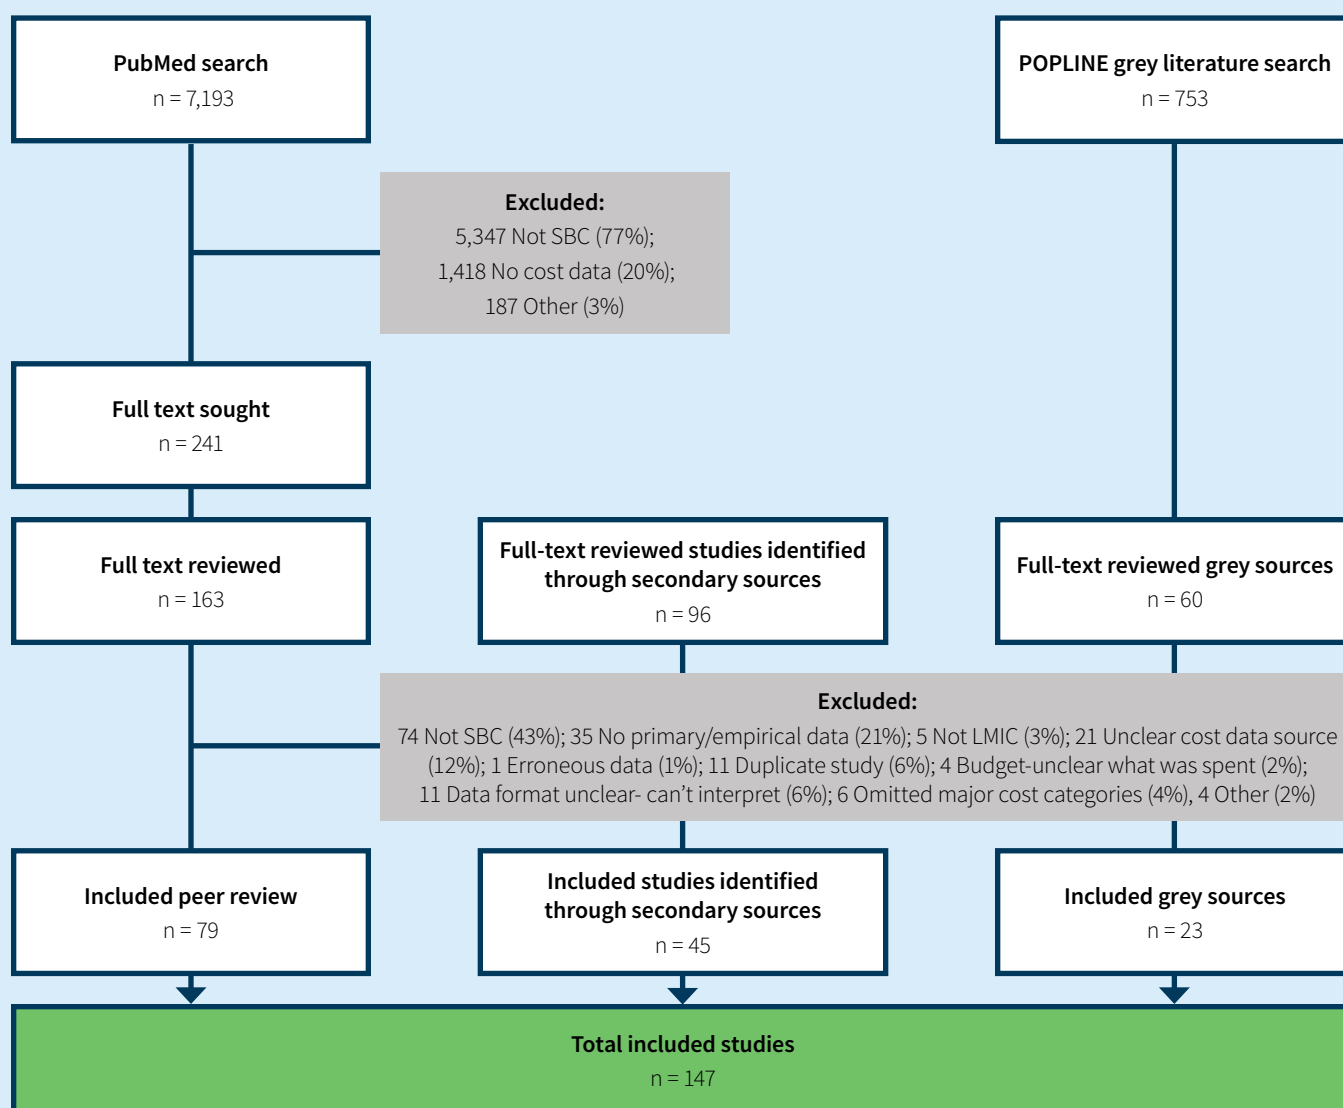 PubMed search
n = 7,193
POPLINE grey literature search
n = 753
Excluded:
5,347 Not SBC (77%);
1,418 No cost data (20%);
187 Other (3%)
Full text sought
n = 241
Full text reviewed
n = 163
Full-text reviewed studies identified
through secondary sources
n = 96
Full-text reviewed grey sources
n = 60
Excluded:
74 Not SBC (43%); 35 No primary/empirical data (21%); 5 Not LMIC (3%); 21 Unclear cost data source
(12%); 1 Erroneous data (1%); 11 Duplicate study (6%); 4 Budget-unclear what was spent (2%);
11 Data format unclear- can't interpret (6%); 6 Omitted major cost categories (4%), 4 Other (2%)
Included peer review
n = 79
Included studies identified
through secondary sources
n = 45
Included grey sources
n = 23
Total included studies
n = 147